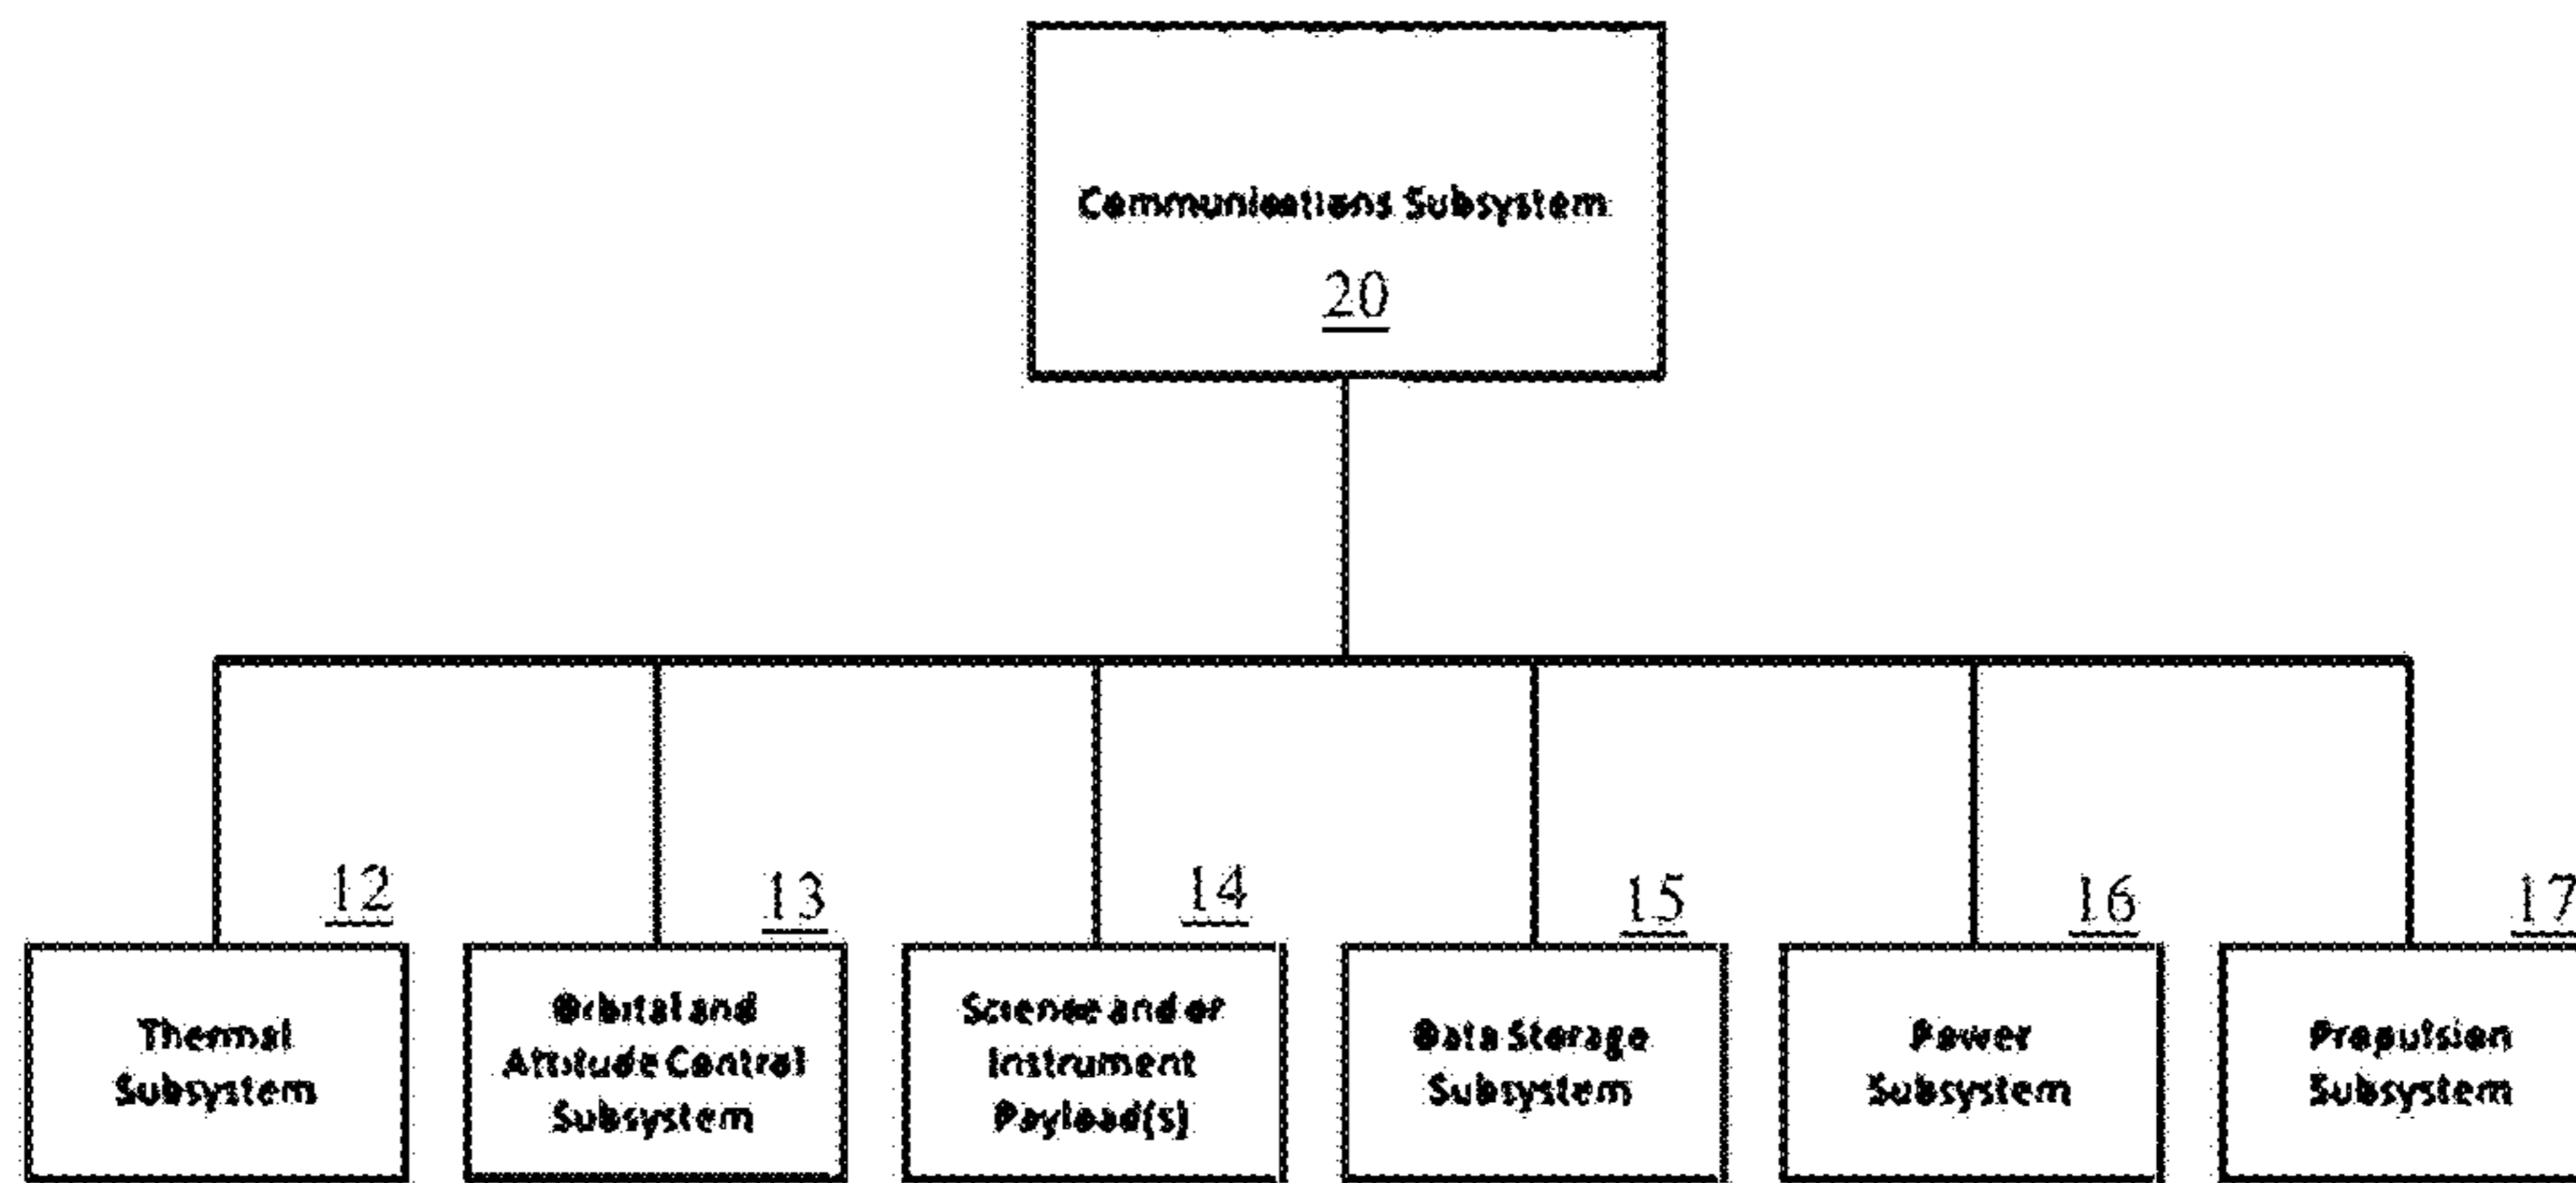 Communications Subsystem
20
12
13
14
15
16
17
Thermal
Subsystem
Orbital and
Attitude Control
Subsystem
Science and or
Instrument
Payload(s)
Data Storage
Subsystem
Power
Subsystem
Propulsion
Subsystem